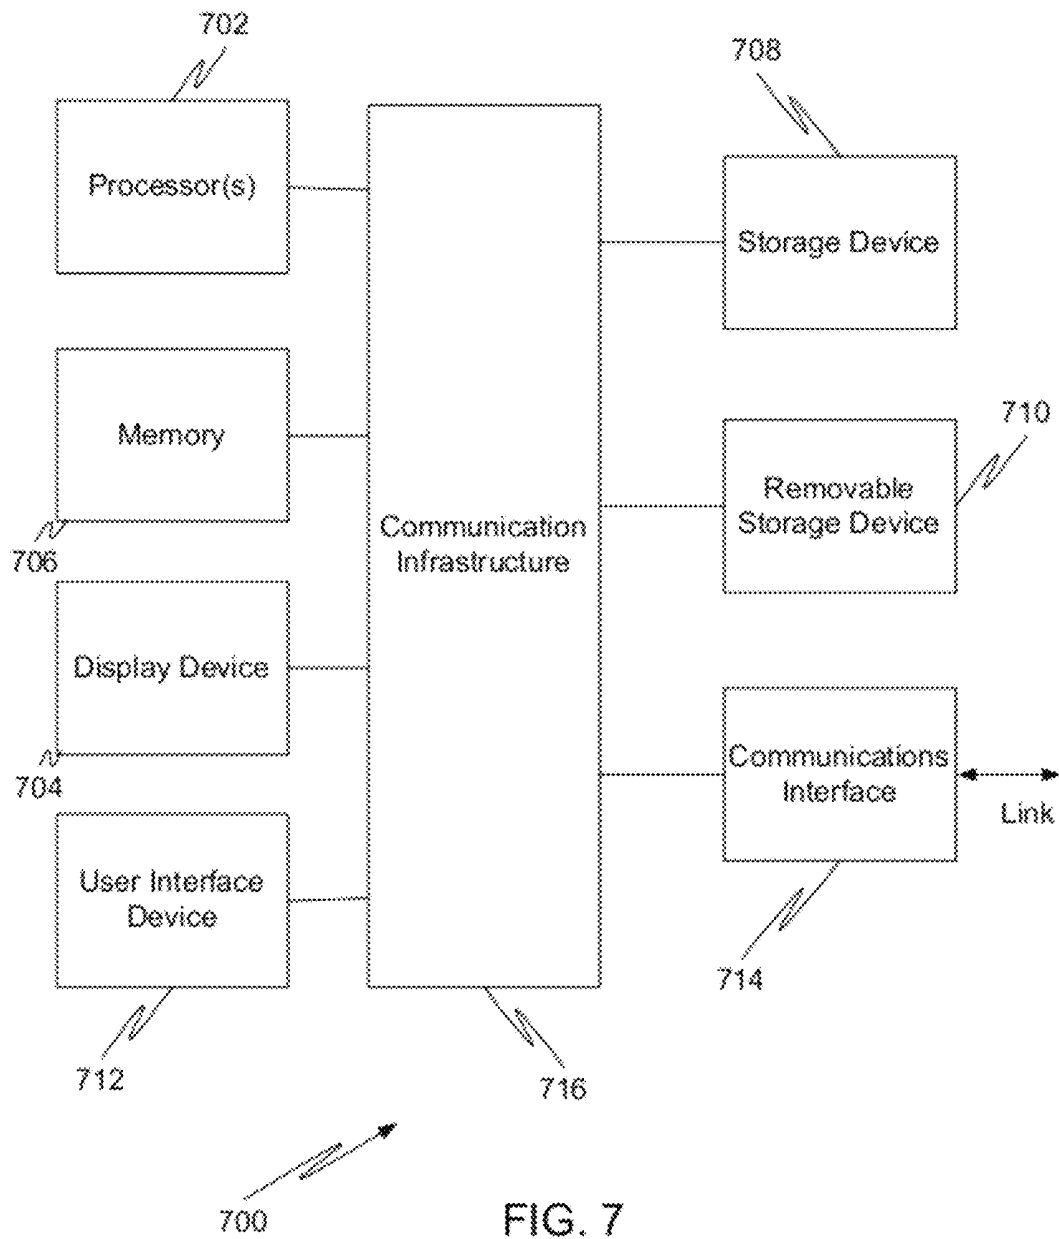 702
708
Processor(s)
Storage Device
710
Memory
Removable
Storage Device
706
Communication
Infrastructure
Display Device
704
Communications
Interface
Link
User Interface
Device
714
712
716
700
FIG. 7